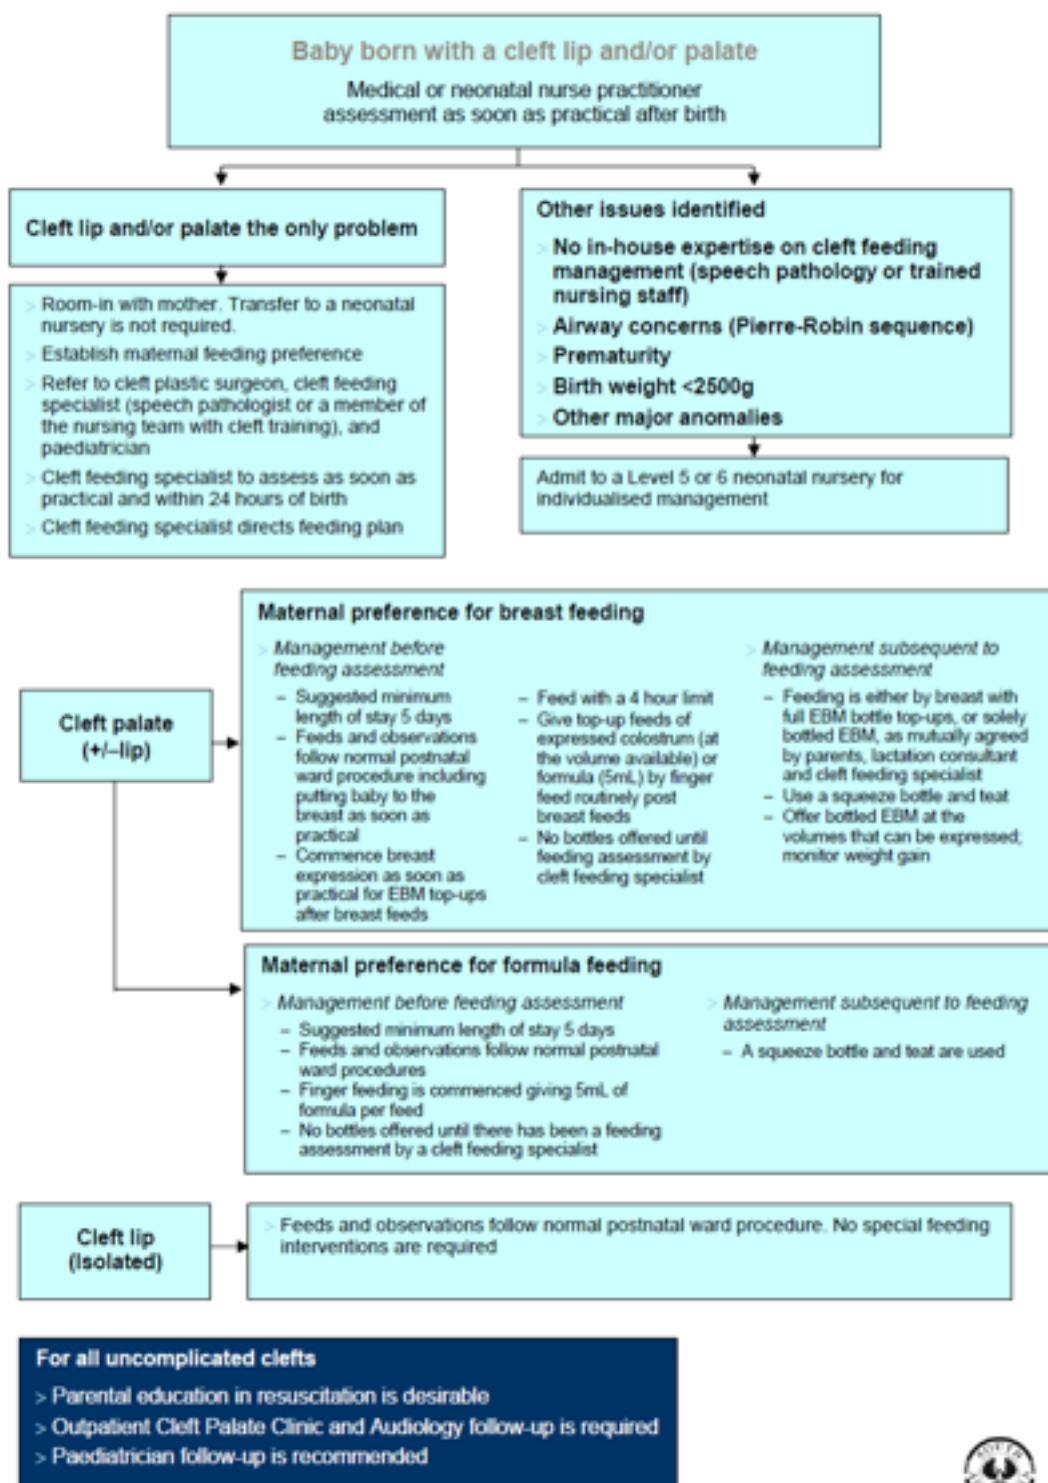 Baby born with a cleft lip and/or palate
Medical or neonatal nurse practitioner
assessment as soon as practical after birth
Cleft lip and/or palate the only problem
> Room-in with mother. Transfer to a neonatal
nursery is not required.
> Establish maternal feeding preference
> Refer to cleft plastic surgeon, cleft feeding
specialist (speech pathologist or a member of
the nursing team with cleft training), and
paediatrician
> Cleft feeding specialist to assess as soon as
practical and within 24 hours of birth
> Cleft feeding specialist directs feeding plan
Other issues identified
> No in-house expertise on cleft feeding
management (speech pathology or trained
nursing staff)
> Airway concerns (Pierre-Robin sequence)
> Prematurity
> Birth weight <2500g
> Other major anomalies
Admit to a Level 5 or 6 neonatal nursery for
individualised management
Cleft palate
(+/–lip)
Maternal preference for breast feeding
> Management before
feeding assessment
– Suggested minimum
length of stay 5 days
– Feeds and observations
follow normal postnatal
ward procedure including
putting baby to the
breast as soon as
practical
– Commence breast
expression as soon as
practical for EBM top-ups
after breast feeds
– Feed with a 4 hour limit
– Give top-up feeds of
expressed colostrum (at
the volume available) or
formula (5mL) by finger
feed routinely post
breast feeds
– No bottles offered until
feeding assessment by
cleft feeding specialist
> Management subsequent to
feeding assessment
– Feeding is either by breast with
full EBM bottle top-ups, or solely
bottled EBM, as mutually agreed
by parents, lactation consultant
and cleft feeding specialist
– Use a squeeze bottle and teat
– Offer bottled EBM at the
volumes that can be expressed;
monitor weight gain
Maternal preference for formula feeding
> Management before feeding assessment
– Suggested minimum length of stay 5 days
– Feeds and observations follow normal postnatal
ward procedures
– Finger feeding is commenced giving 5mL of
formula per feed
– No bottles offered until there has been a feeding
assessment by a cleft feeding specialist
> Management subsequent to feeding
assessment
– A squeeze bottle and teat are used
Cleft lip
(Isolated)
> Feeds and observations follow normal postnatal ward procedure. No special feeding
interventions are required
For all uncomplicated clefts
> Parental education in resuscitation is desirable
> Outpatient Cleft Palate Clinic and Audiology follow-up is required
> Paediatrician follow-up is recommended
SOUTH